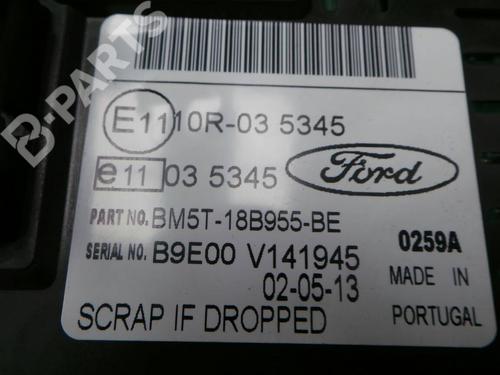 B-PARTS
E11 10R-03 5345
e11 03 5345
Ford
PART NO. BM5T-18B955-BE
SERIAL NO. B9E00 V141945
0259A
02-05-13
MADE IN
PORTUGAL
SCRAP IF DROPPED